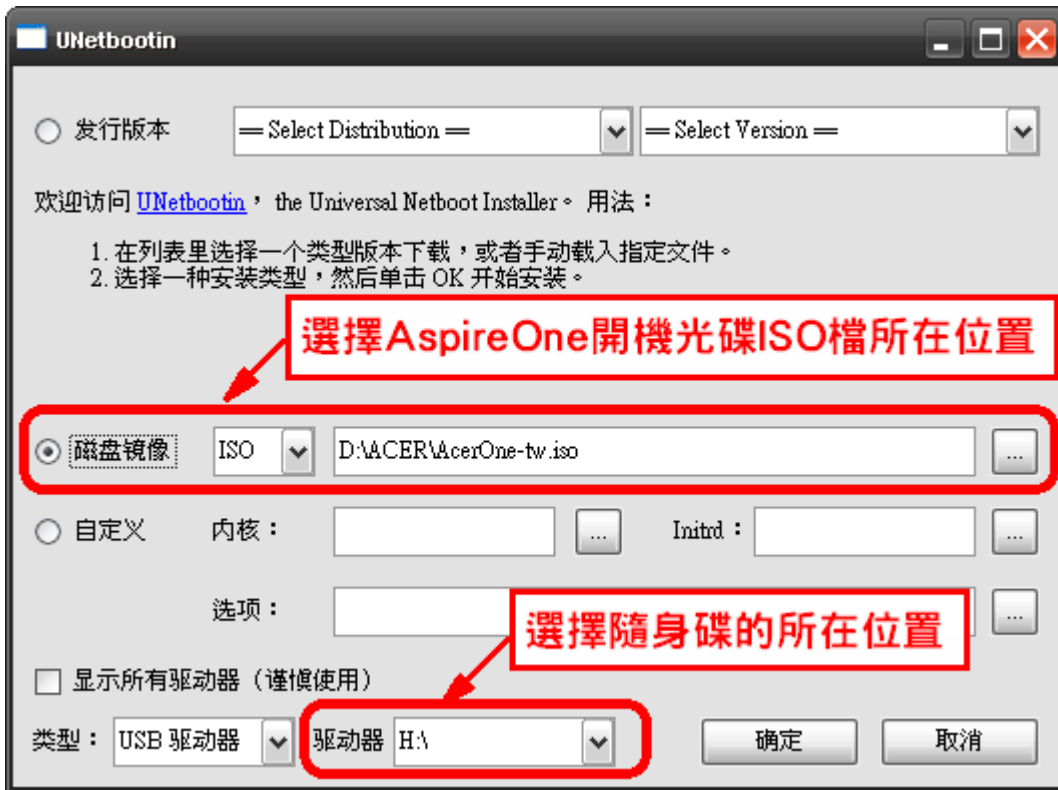 UNetbootin
发行版本 == Select Distribution == == Select Version ==
欢迎访问 UNetbootin，the Universal Netboot Installer。用法：
1. 在列表里选择一个类型版本下载，或者手动载入指定文件。
2. 选择一种安装类型，然后单击 OK 开始安装。
選擇AspireOne開機光碟ISO檔所在位置
磁盘镜像 ISO D:\ACER\AcerOne-tw.iso ...
自定义 内核： ... Initrd： ...
选项： ...
選擇隨身碟的所在位置
显示所有驱动器（谨慎使用）
类型： USB 驱动器 驱动器 H:\ 确定 取消